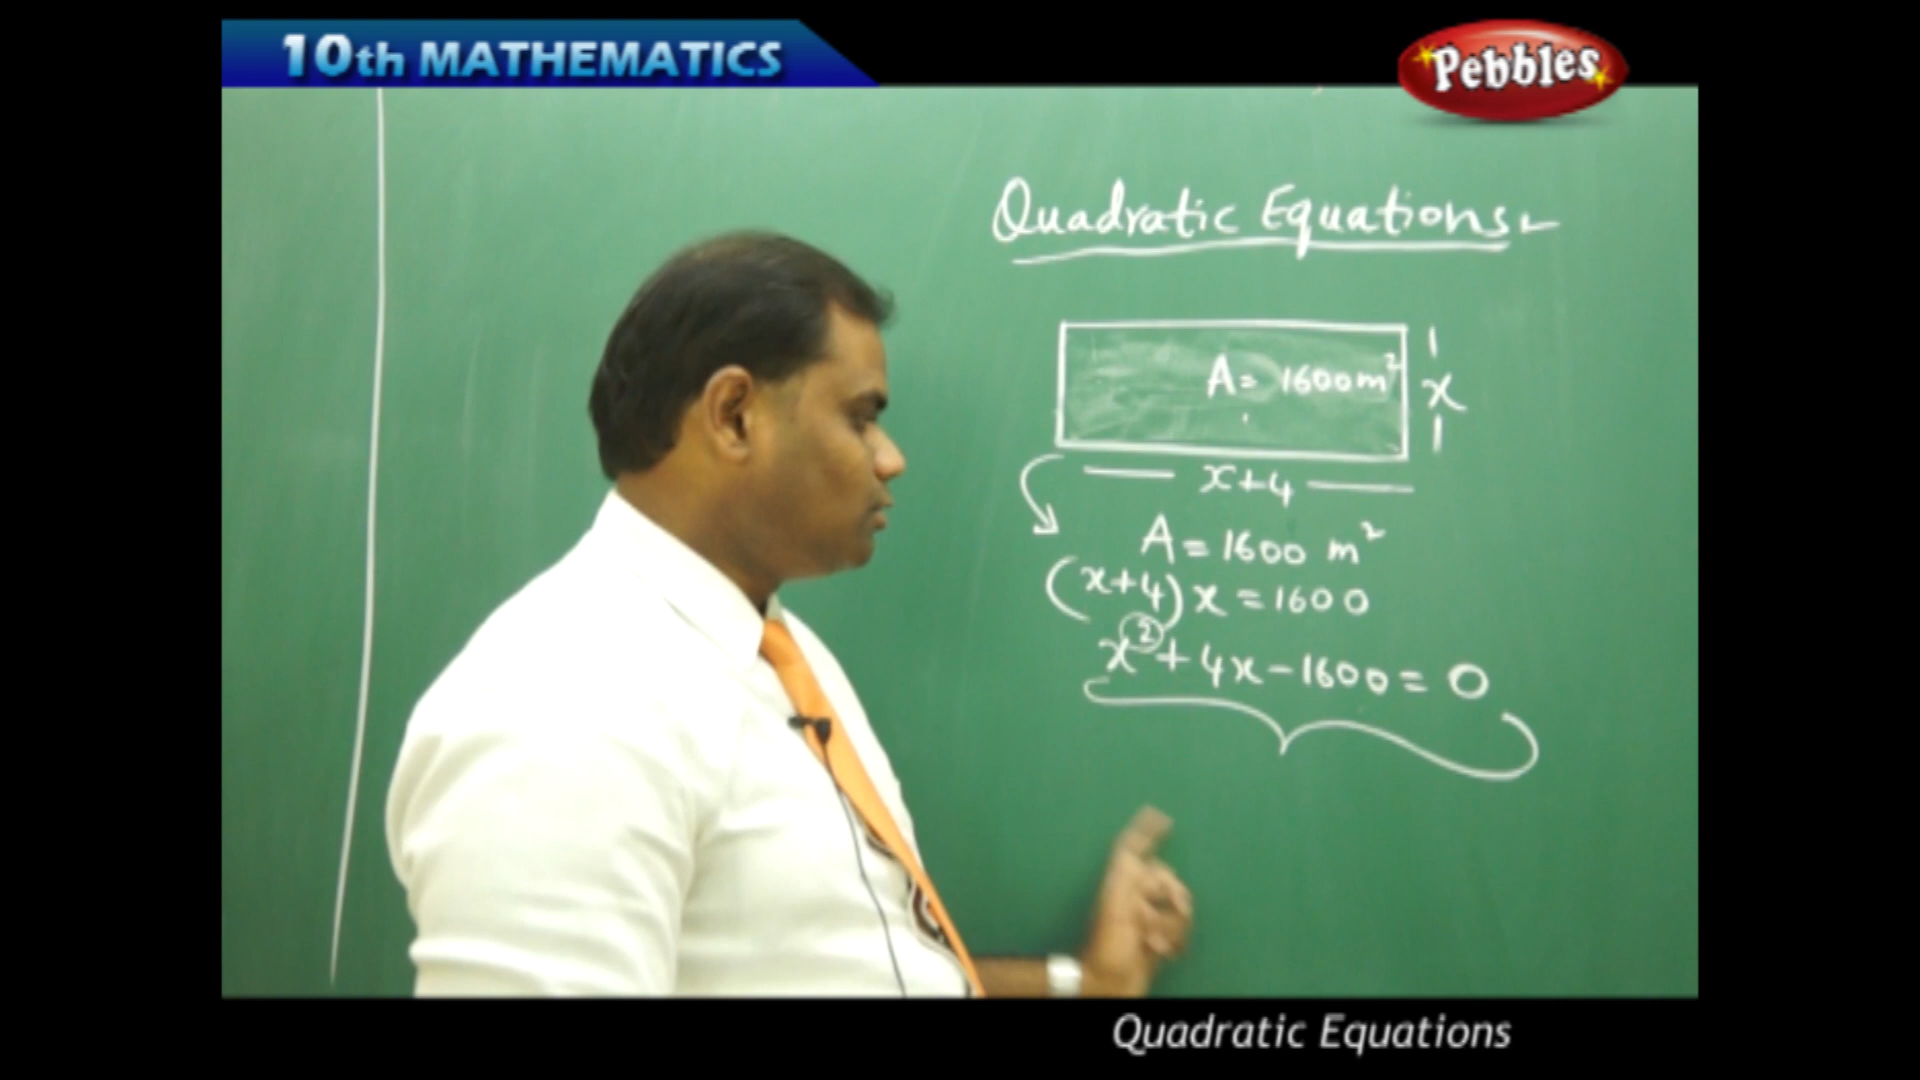 10th MATHEMATICS
Pebbles
Quadratic Equations
A = 1600m²
x
x+4
A = 1600 m²
(x+4) x = 1600
x² + 4x - 1600 = 0
Quadratic Equations